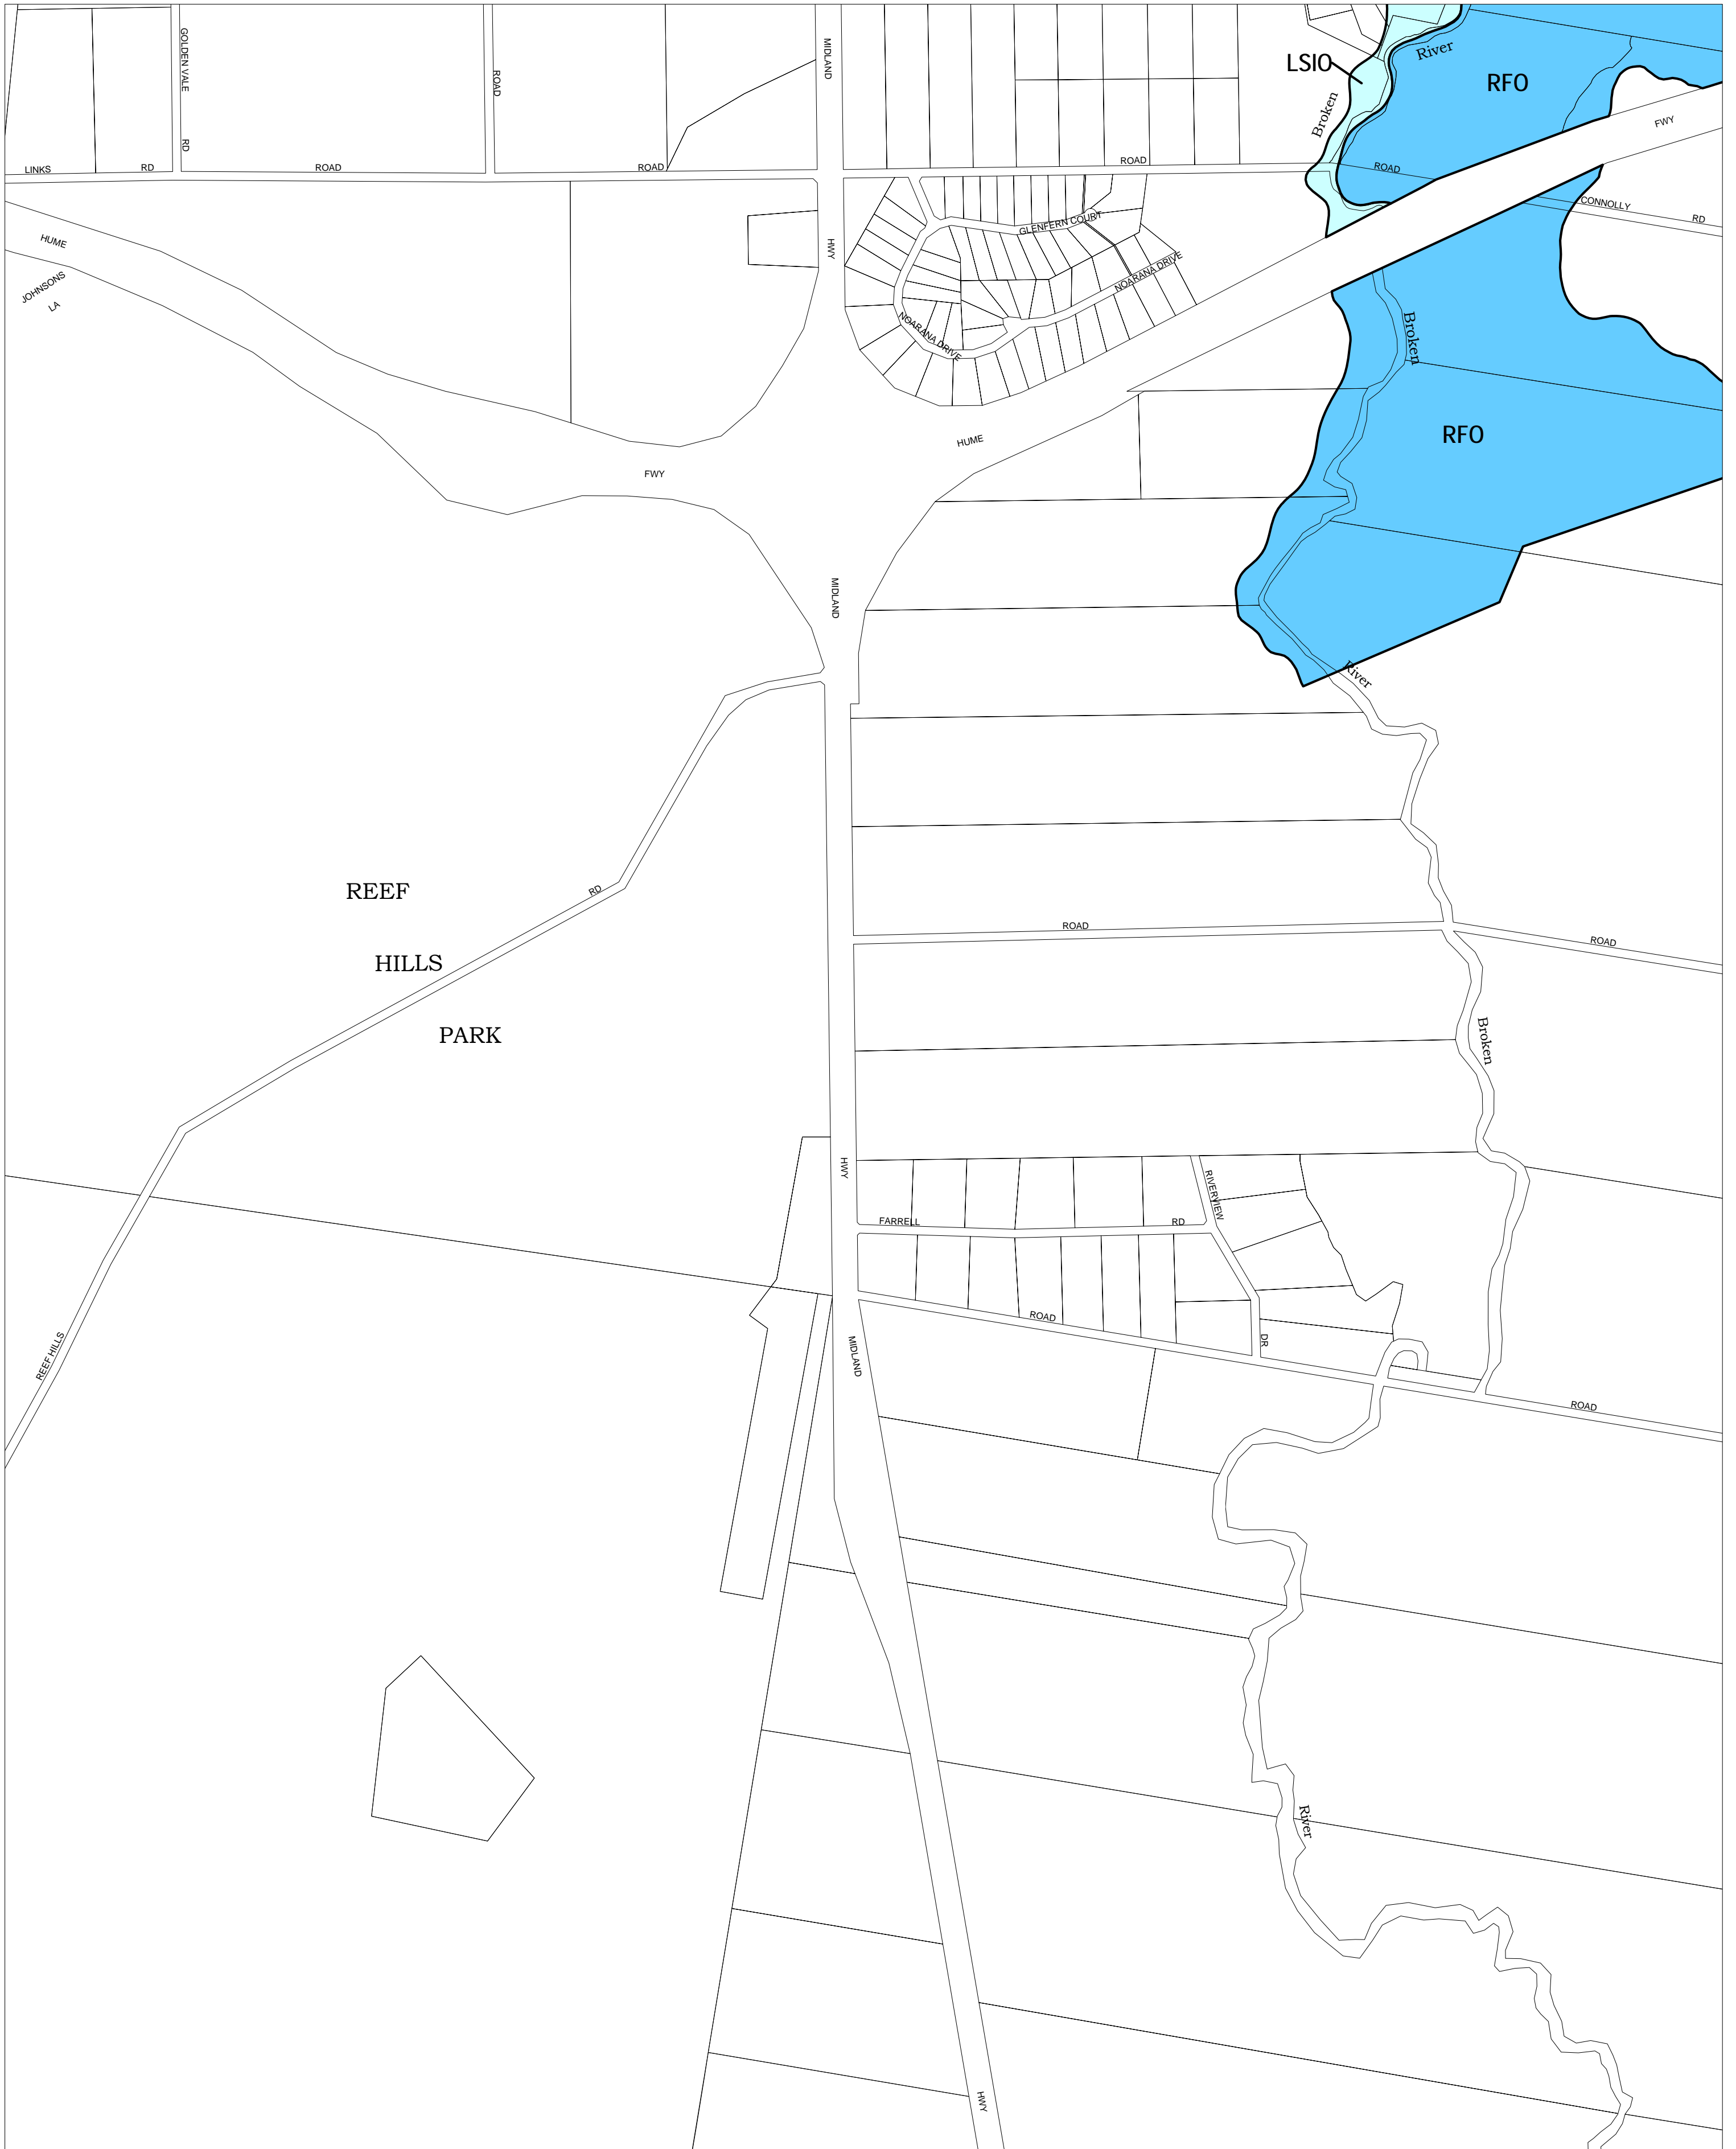 GOLDEN VALE
RD
ROAD
MIDLAND
LSIO
River
RFO
Broken
FWY
LINKS
RD
ROAD
ROAD
ROAD
ROAD
CONNOLLY
RD
GLENFERN COURT
HUME
HWY
NOARANA DRIVE
JOHNSONS
LA
NOARANA DRIVE
Broken
HUME
RFO
FWY
MIDLAND
River
REEF
RD
ROAD
ROAD
HILLS
PARK
Broken
HWY
RIVERVIEW
FARRELL
RD
ROAD
DR
REEF HILLS
MIDLAND
ROAD
River
HWY